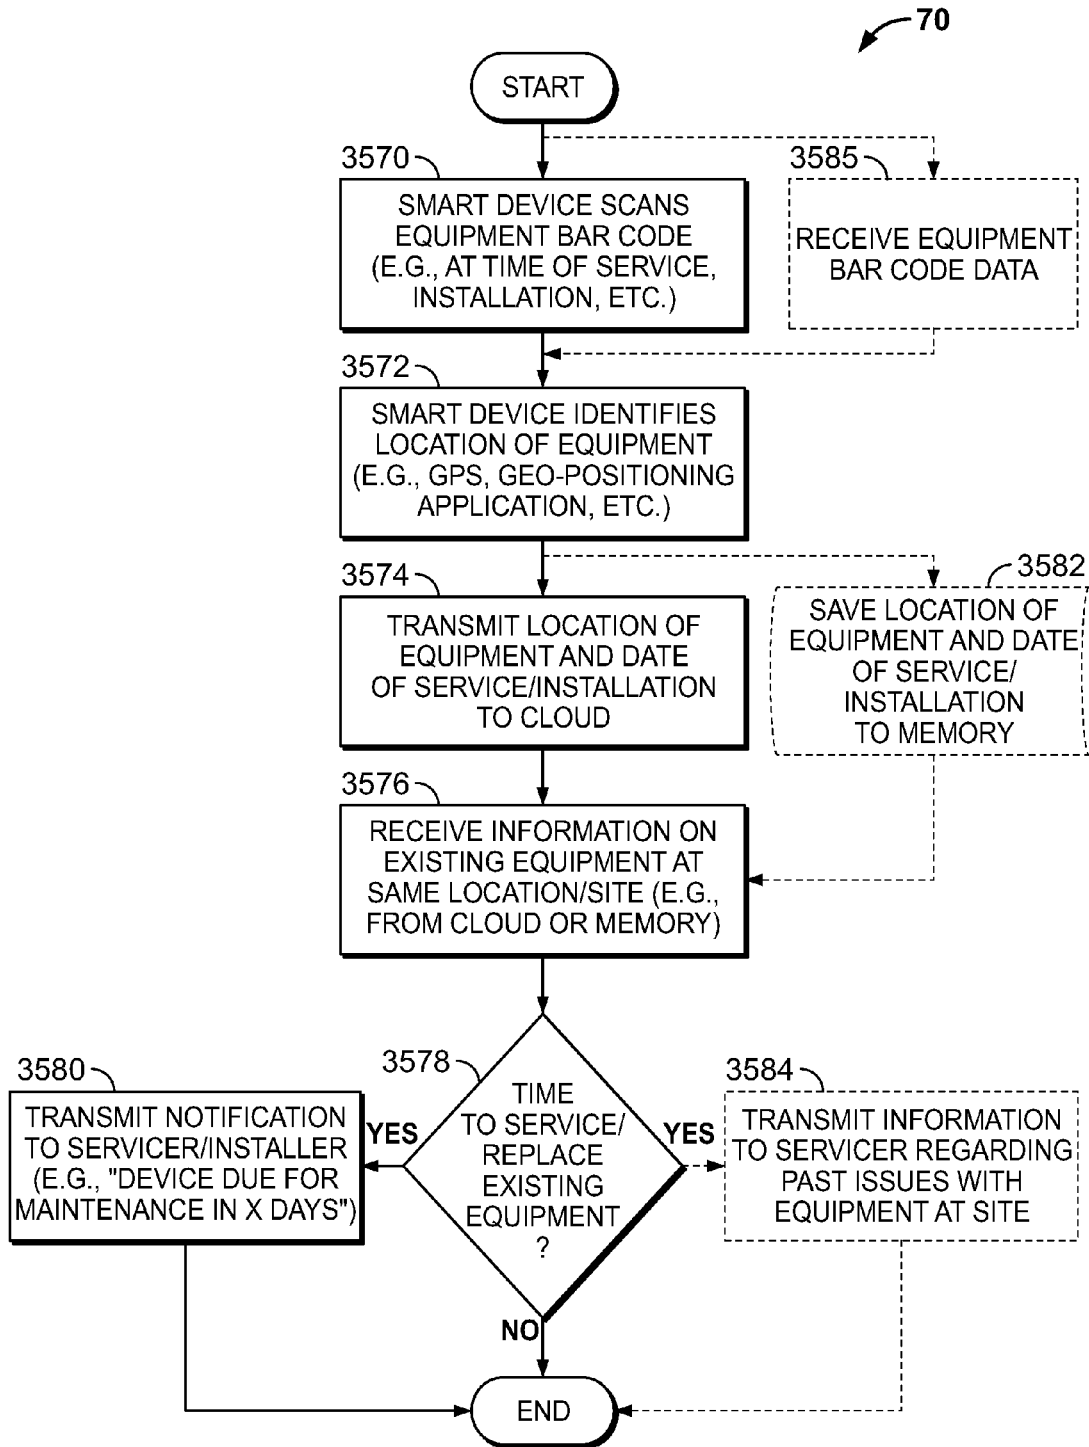 70
START
3570
SMART DEVICE SCANS
EQUIPMENT BAR CODE
(E.G., AT TIME OF SERVICE,
INSTALLATION, ETC.)
3585
RECEIVE EQUIPMENT
BAR CODE DATA
3572
SMART DEVICE IDENTIFIES
LOCATION OF EQUIPMENT
(E.G., GPS, GEO-POSITIONING
APPLICATION, ETC.)
3574
TRANSMIT LOCATION OF
EQUIPMENT AND DATE
OF SERVICE/INSTALLATION
TO CLOUD
3582
SAVE LOCATION OF
EQUIPMENT AND DATE
OF SERVICE/
INSTALLATION
TO MEMORY
3576
RECEIVE INFORMATION ON
EXISTING EQUIPMENT AT
SAME LOCATION/SITE (E.G.,
FROM CLOUD OR MEMORY)
3578
TIME
TO SERVICE/
REPLACE
EXISTING
EQUIPMENT
?
YES
3580
TRANSMIT NOTIFICATION
TO SERVICER/INSTALLER
(E.G., "DEVICE DUE FOR
MAINTENANCE IN X DAYS")
YES
3584
TRANSMIT INFORMATION
TO SERVICER REGARDING
PAST ISSUES WITH
EQUIPMENT AT SITE
NO
END